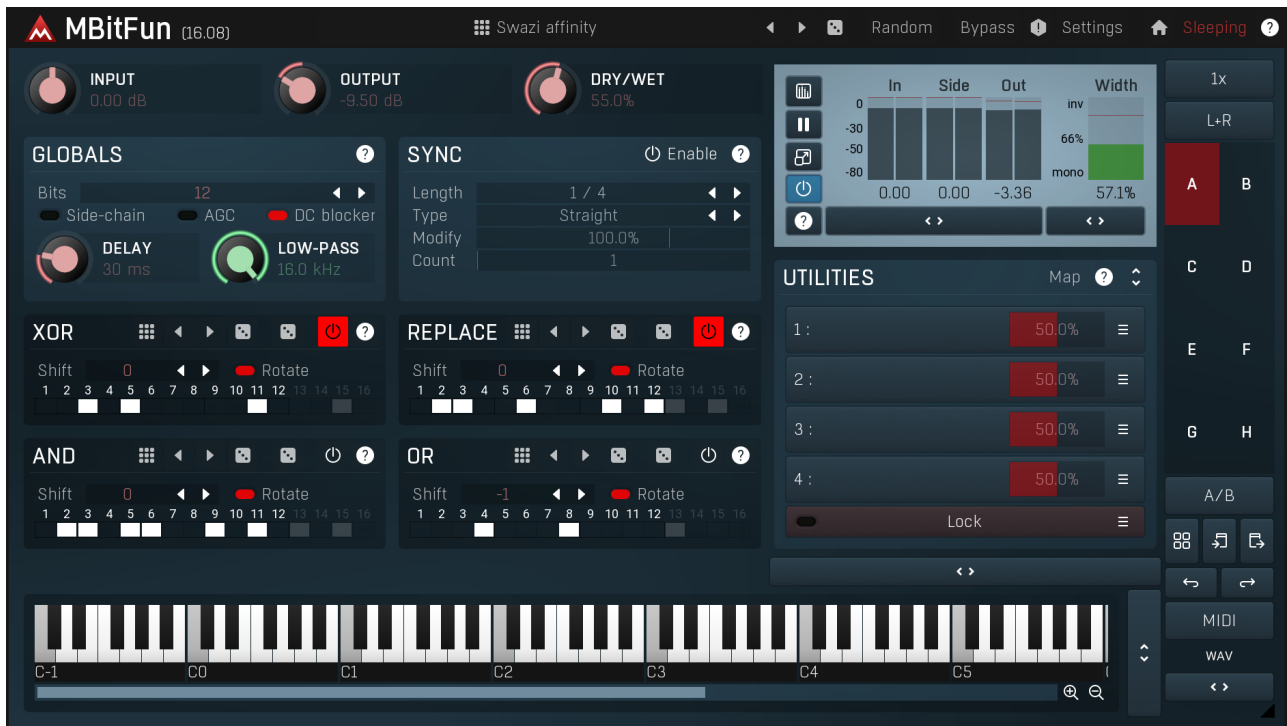 MBitFun (16.08) Swazi affinity Random Bypass Settings Sleeping ?
INPUT
0.00 dB
OUTPUT
-9.50 dB
DRY/WET
55.0%
In Side Out Width
0
-30
-50
-80
inv
66%
mono
0.00 0.00 -3.36 57.1%
?
1x
L+R
A B
C D
E F
G H
A/B
MIDI
WAV
GLOBALS ?
Bits 12
Side-chain AGC DC blocker
DELAY
30 ms
LOW-PASS
16.0 kHz
SYNC Enable ?
Length 1 / 4
Type Straight
Modify 100.0%
Count 1
UTILITIES Map ?
1 : 50.0%
2 : 50.0%
3 : 50.0%
4 : 50.0%
Lock
XOR ?
Shift 0 Rotate
1 2 3 4 5 6 7 8 9 10 11 12 13 14 15 16
REPLACE ?
Shift 0 Rotate
1 2 3 4 5 6 7 8 9 10 11 12 13 14 15 16
AND ?
Shift 0 Rotate
1 2 3 4 5 6 7 8 9 10 11 12 13 14 15 16
OR ?
Shift -1 Rotate
1 2 3 4 5 6 7 8 9 10 11 12 13 14 15 16
C-1 C0 C1 C2 C3 C4 C5